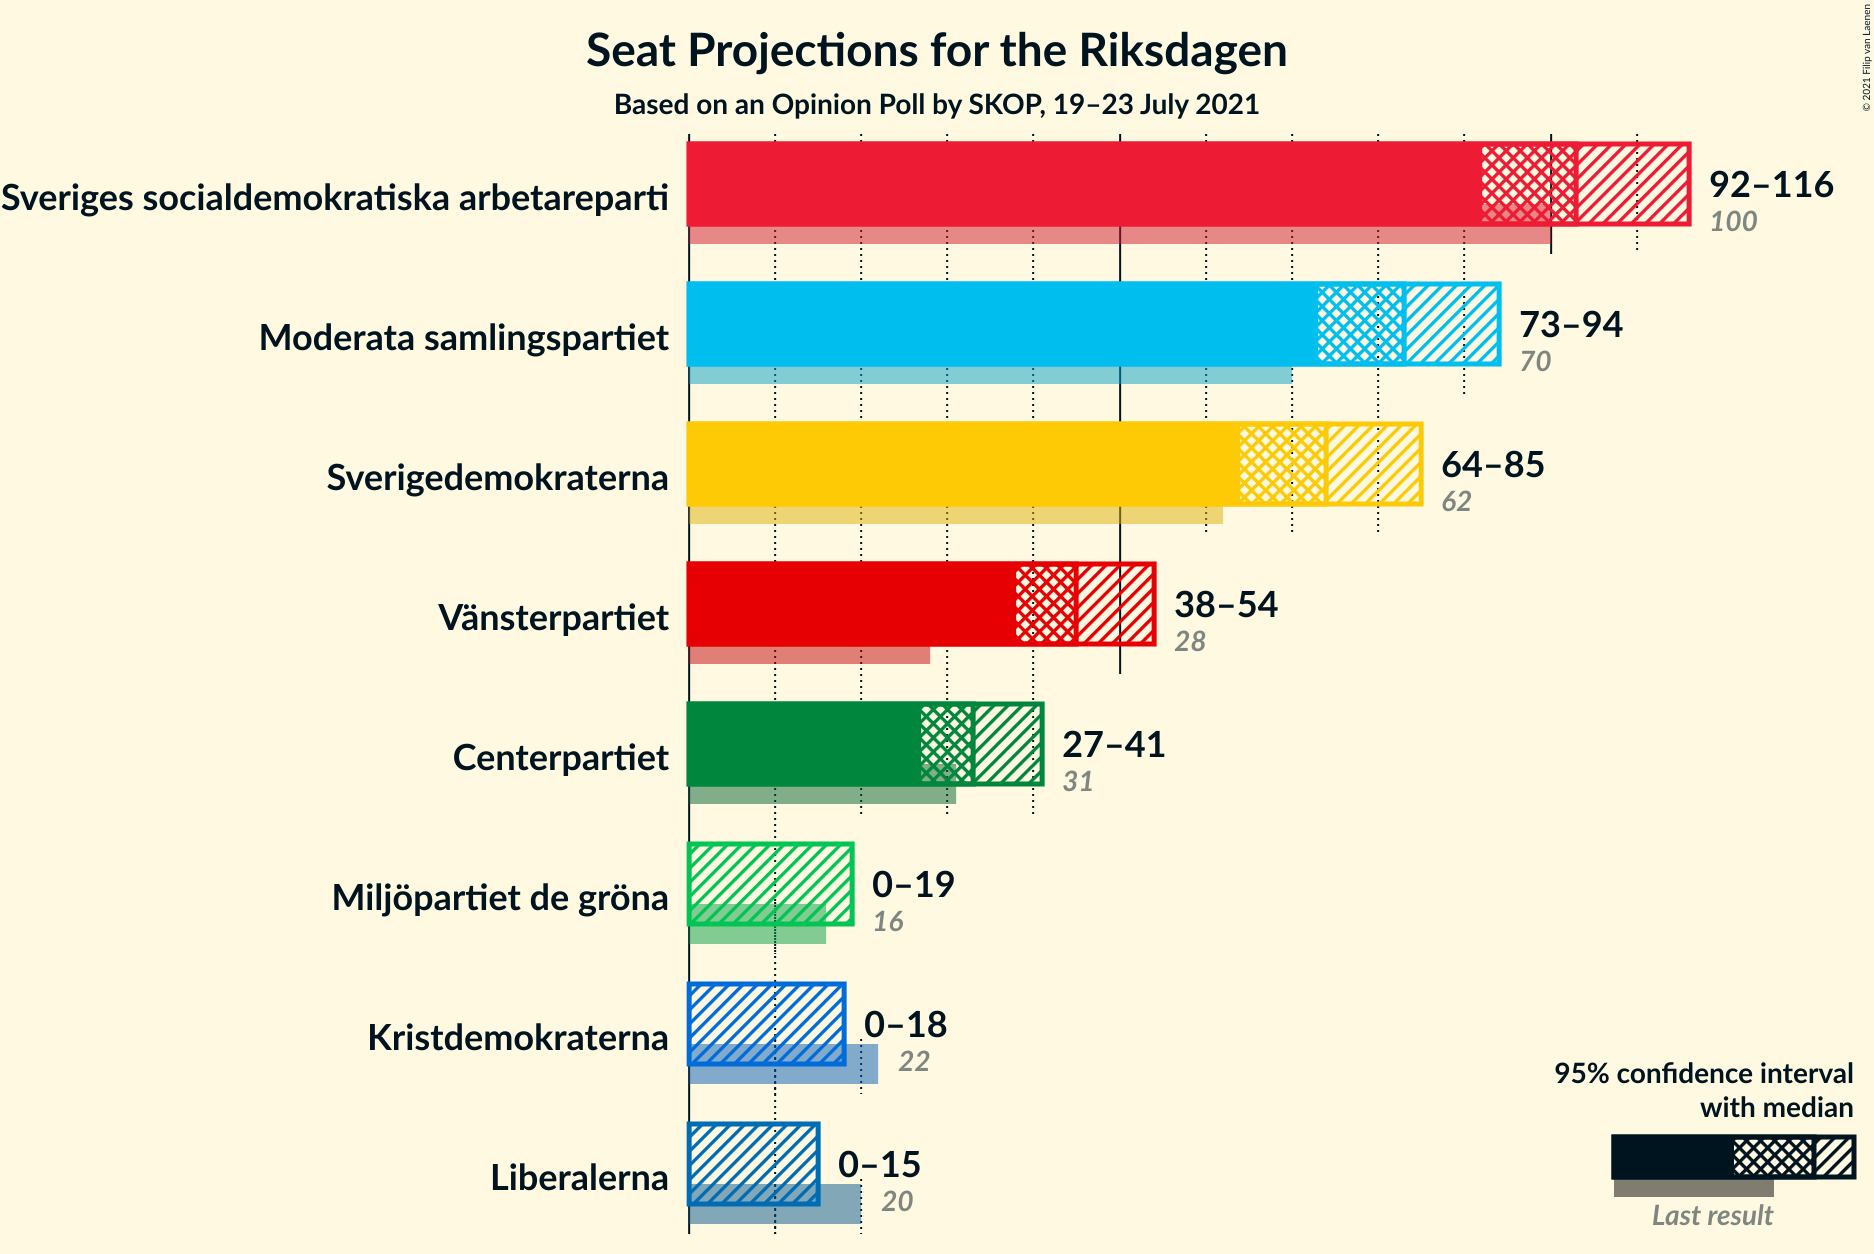 Seat Projections for the Riksdagen
Based on an Opinion Poll by SKOP, 19–23 July 2021
© 2021 Filip van Laenen
Sveriges socialdemokratiska arbetareparti
92–116
100
Moderata samlingspartiet
73–94
70
Sverigedemokraterna
64–85
62
Vänsterpartiet
38–54
28
Centerpartiet
27–41
31
Miljöpartiet de gröna
0–19
16
Kristdemokraterna
0–18
22
Liberalerna
0–15
20
95% confidence interval
with median
Last result